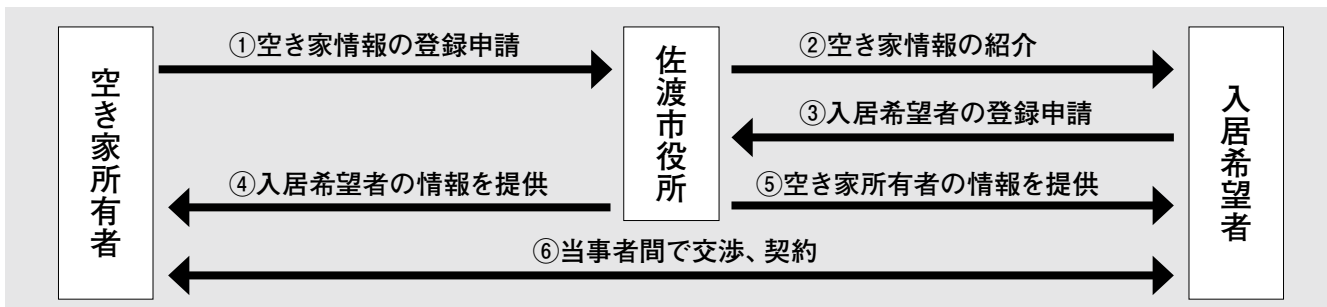 空き家所有者
①空き家情報の登録申請
佐渡市役所
②空き家情報の紹介
③入居希望者の登録申請
④入居希望者の情報を提供
⑤空き家所有者の情報を提供
⑥当事者間で交渉、契約
入居希望者